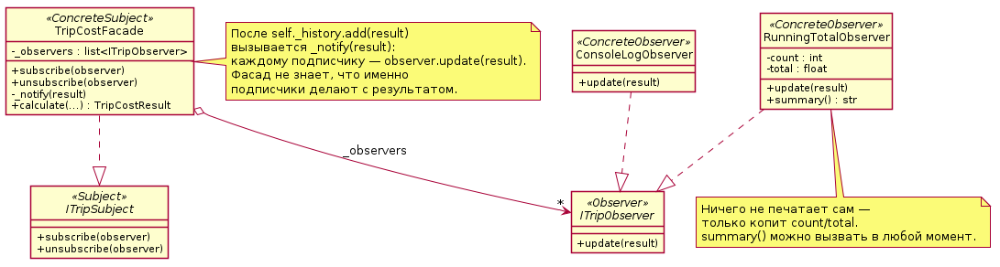 «ConcreteSubject»
TripCostFacade
-_observers : list<ITripObserver>
+subscribe(observer)
+unsubscribe(observer)
-_notify(result)
+calculate(...) : TripCostResult
После self._history.add(result)
вызывается _notify(result):
каждому подписчику — observer.update(result).
Фасад не знает, что именно
подписчики делают с результатом.
«ConcreteObserver»
ConsoleLogObserver
+update(result)
«ConcreteObserver»
RunningTotalObserver
-count : int
-total : float
+update(result)
+summary() : str
_observers
*
«Subject»
ITripSubject
+subscribe(observer)
+unsubscribe(observer)
«Observer»
ITripObserver
+update(result)
Ничего не печатает сам —
только копит count/total.
summary() можно вызвать в любой момент.